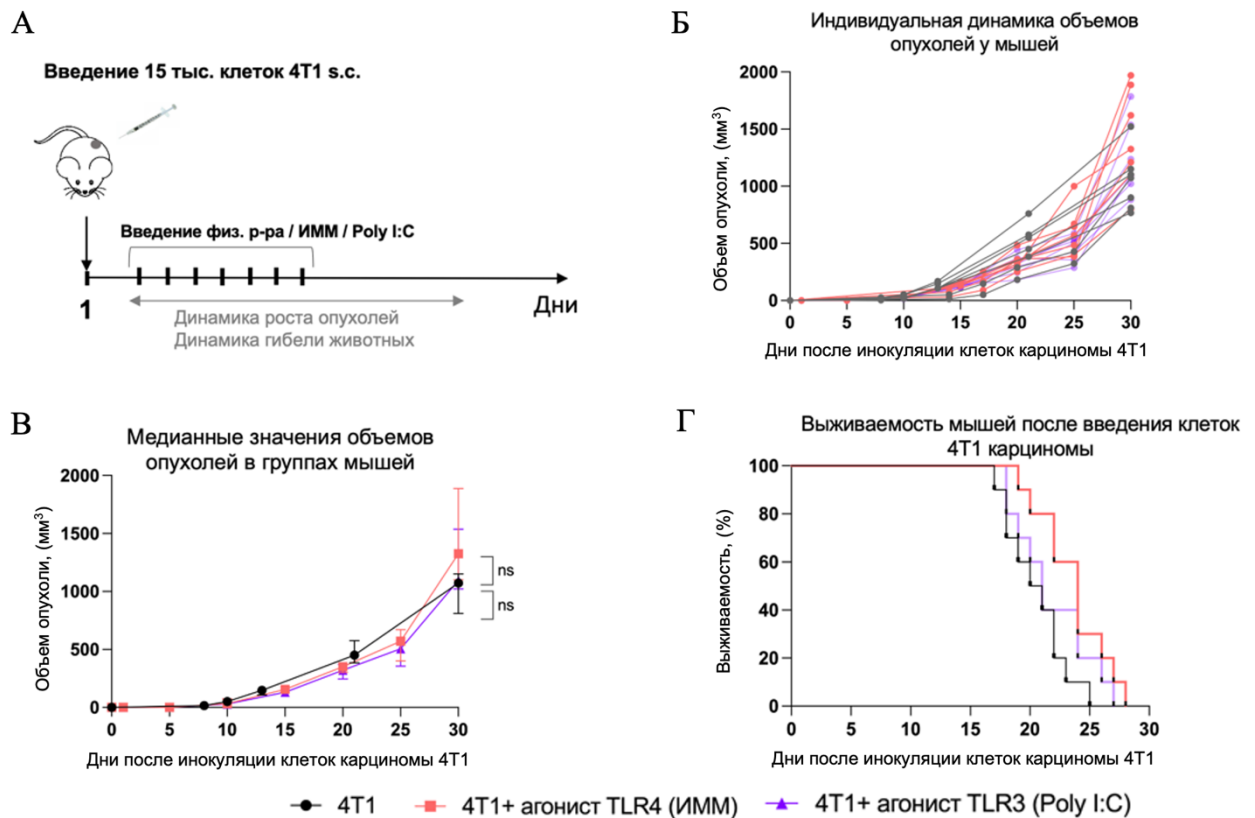 А
Введение 15 тыс. клеток 4T1 s.c.
Введение физ. р-ра / ИММ / Poly I:C
1
Дни
Динамика роста опухолей
Динамика гибели животных
Б
Индивидуальная динамика объемов
опухолей у мышей
Объем опухоли, (мм³)
2000
1500
1000
500
0
0 5 10 15 20 25 30
Дни после инокуляции клеток карциномы 4T1
В
Медианные значения объемов
опухолей в группах мышей
Объем опухоли, (мм³)
2000
1500
1000
500
0
ns
ns
0 5 10 15 20 25 30
Дни после инокуляции клеток карциномы 4T1
Г
Выживаемость мышей после введения клеток
4T1 карциномы
Выживаемость, (%)
100
80
60
40
20
0
0 5 10 15 20 25 30
Дни после инокуляции клеток карциномы 4T1
4T1 4T1+ агонист TLR4 (ИММ) 4T1+ агонист TLR3 (Poly I:C)